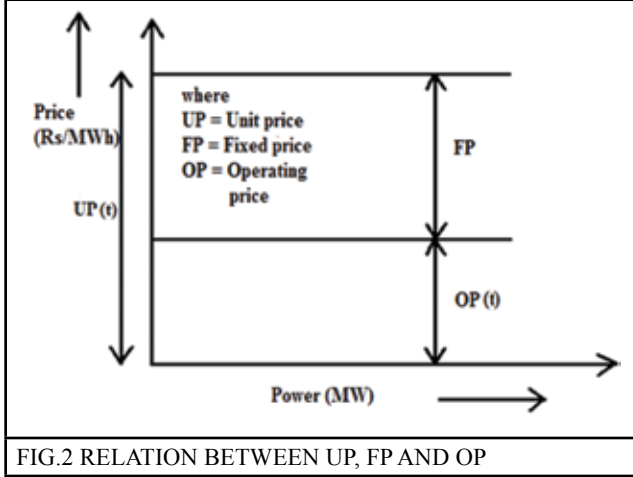 Price
(Rs/MWh)
UP(t)
where
UP = Unit price
FP = Fixed price
OP = Operating
price
FP
OP(t)
Power (MW)
FIG.2 RELATION BETWEEN UP, FP AND OP